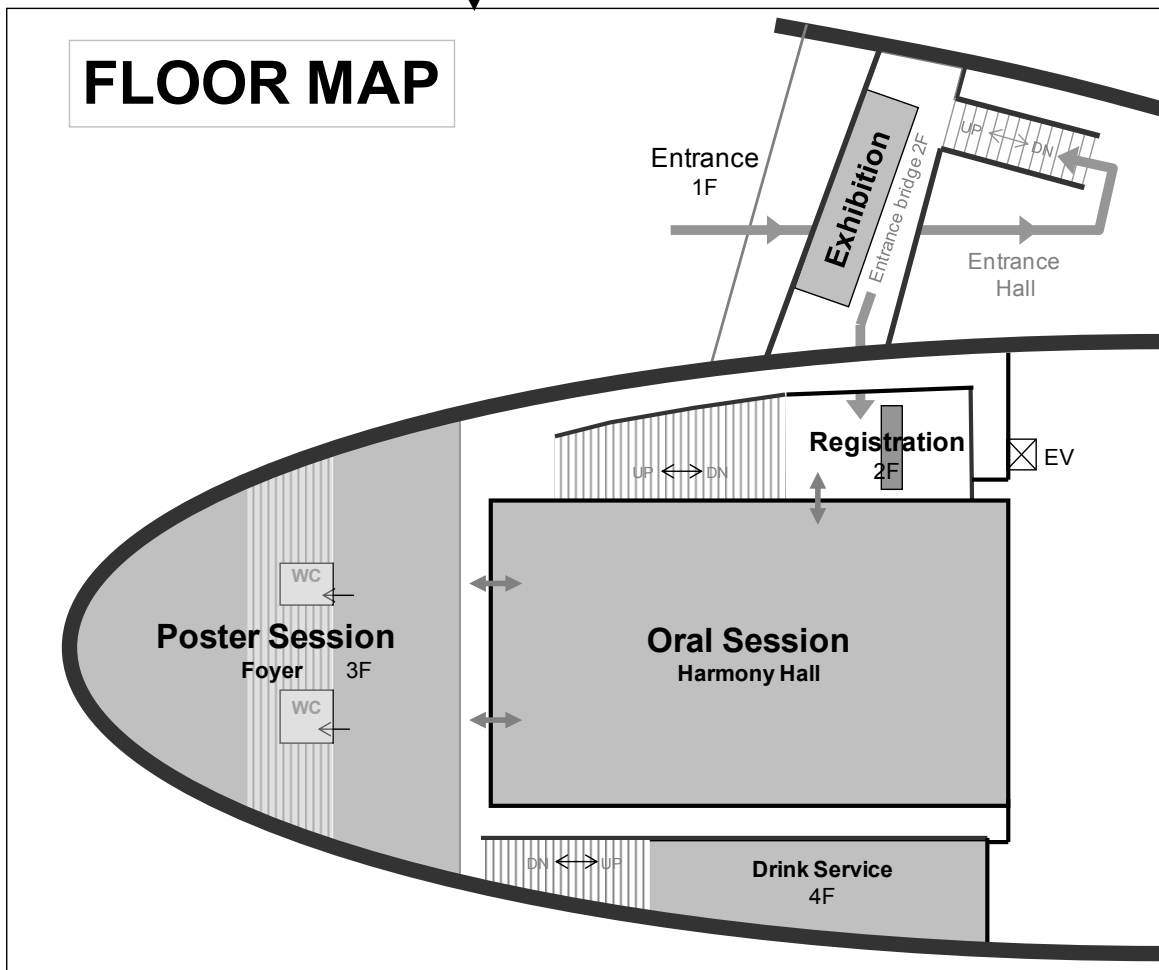 FLOOR MAP
Entrance
1F
Exhibition
Entrance bridge 2F
UP DN
Entrance
Hall
Registration
2F
UP DN
EV
WC
Poster Session
Foyer 3F
WC
Oral Session
Harmony Hall
DN UP
Drink Service
4F